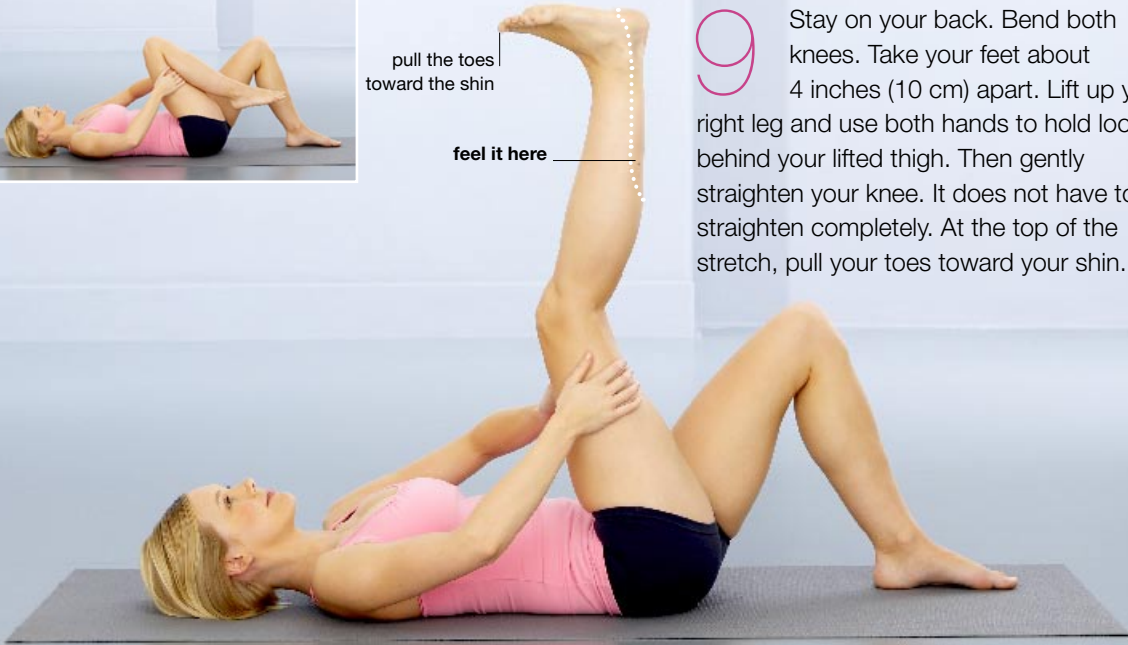 pull the toes
toward the shin
feel it here
9
Stay on your back. Bend both
knees. Take your feet about
4 inches (10 cm) apart. Lift up
right leg and use both hands to hold
behind your lifted thigh. Then gently
straighten your knee. It does not have to
straighten completely. At the top of the
stretch, pull your toes toward your shin.